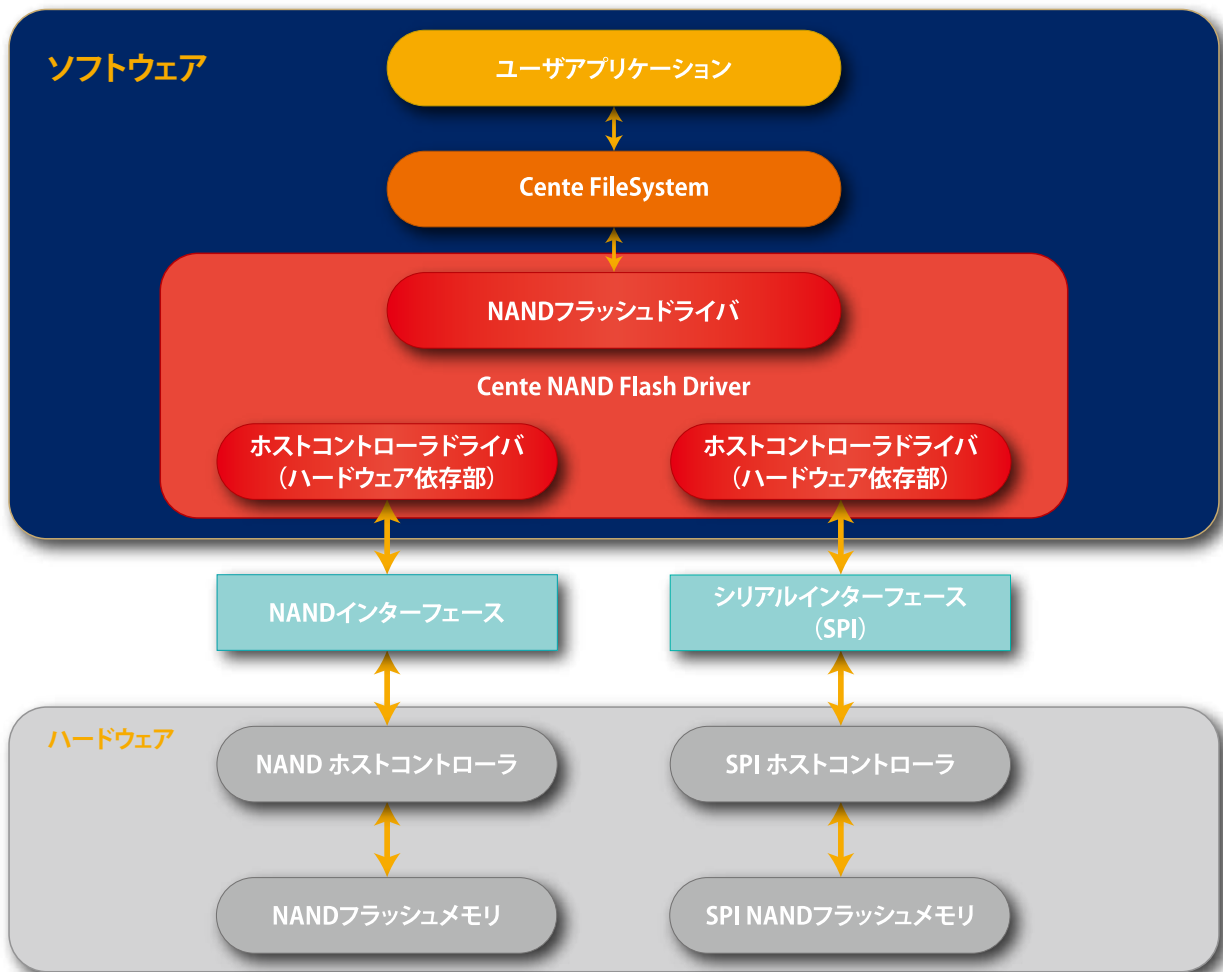 ソフトウェア
ユーザアプリケーション
Cente FileSystem
NANDフラッシュドライバ
Cente NAND Flash Driver
ホストコントローラドライバ
（ハードウェア依存部）
ホストコントローラドライバ
（ハードウェア依存部）
NANDインターフェース
シリアルインターフェース
（SPI）
ハードウェア
NAND ホストコントローラ
SPI ホストコントローラ
NANDフラッシュメモリ
SPI NANDフラッシュメモリ